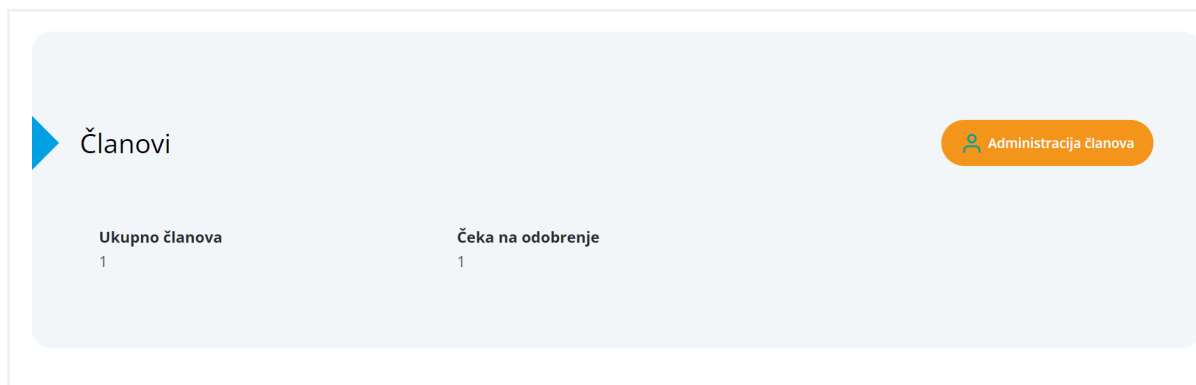 Članovi
Administracija članova
Ukupno članova
1
Čeka na odobrenje
1